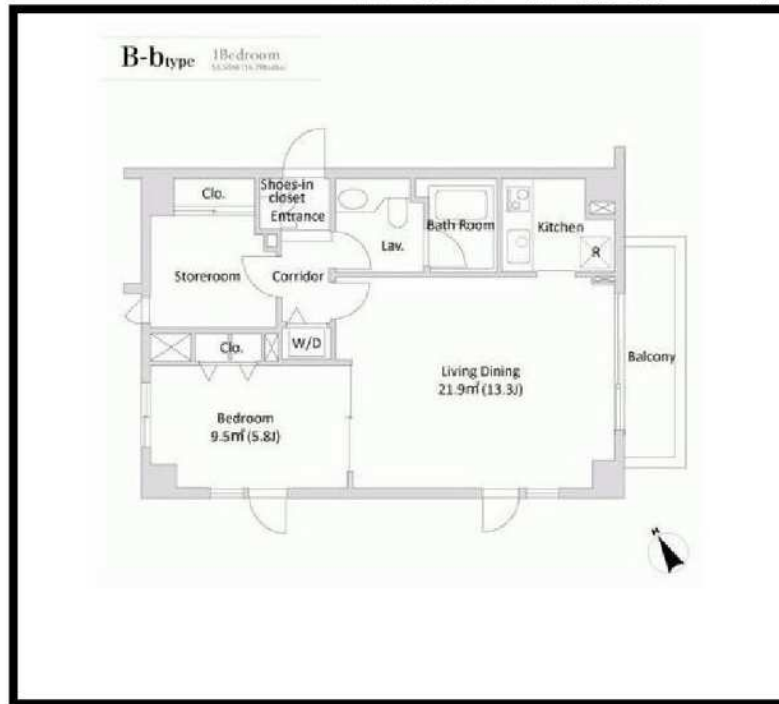 B-btype 1Bedroom
Clo.
Shoes-in
closet
Entrance
Lav.
Bath Room
Kitchen
R
Storeroom
Corridor
W/D
Clo.
Living Dining
21.9㎡ (13.3J)
Balcony
Bedroom
9.5㎡ (5.8J)
N